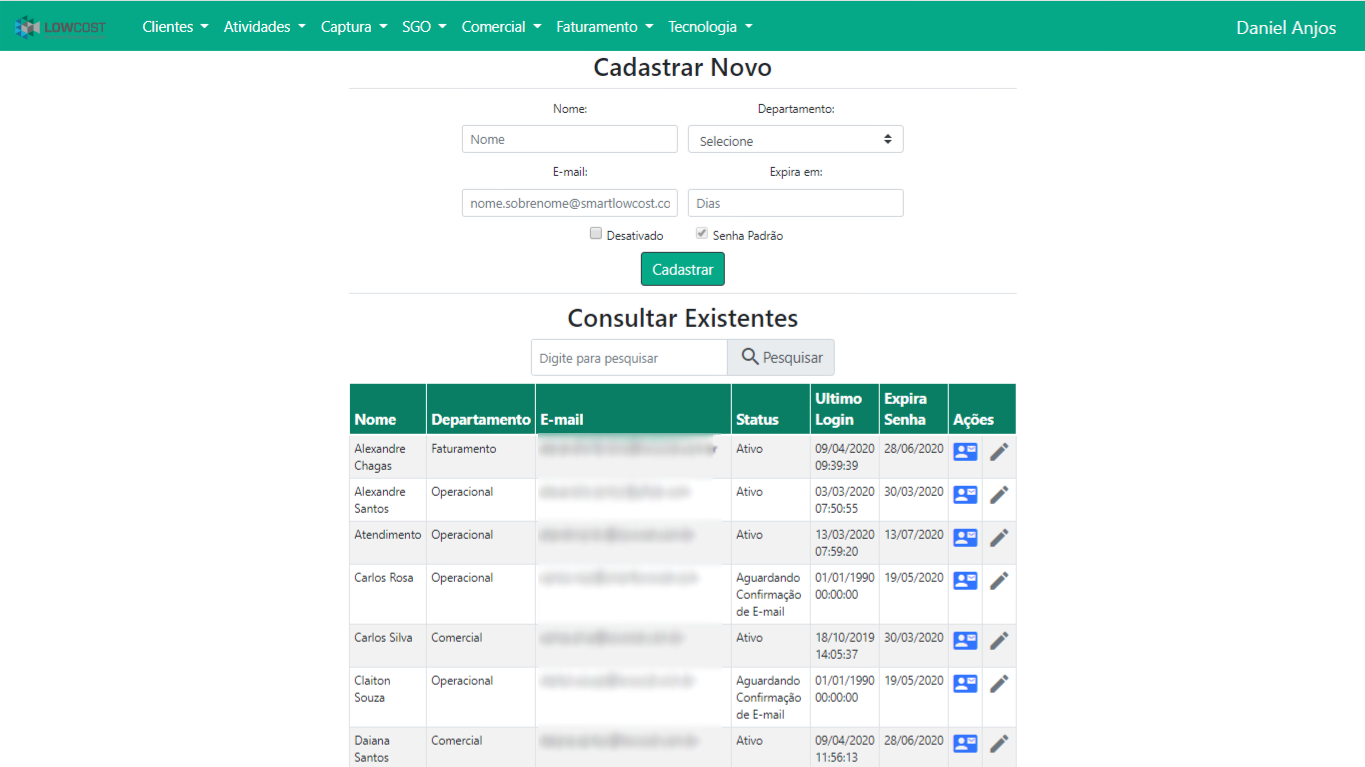 LOWCOST Clientes Atividades Captura SGO Comercial Faturamento Tecnologia Daniel Anjos
Cadastrar Novo
Nome: Departamento:
Nome Selecione
E-mail: Expira em:
nome.sobrenome@smartlowcost.co Dias
Desativado Senha Padrão
Cadastrar
Consultar Existentes
Digite para pesquisar Pesquisar
Ultimo Expira
Nome Departamento E-mail Status Login Senha Ações
Alexandre Faturamento Ativo 09/04/2020 28/06/2020
Chagas 09:39:39
Alexandre Operacional Ativo 03/03/2020 30/03/2020
Santos 07:50:55
Atendimento Operacional Ativo 13/03/2020 13/07/2020
07:59:20
Carlos Rosa Operacional Aguardando 01/01/1990 19/05/2020
Confirmação 00:00:00
de E-mail
Carlos Silva Comercial Ativo 18/10/2019 30/03/2020
14:05:37
Claiton Operacional Aguardando 01/01/1990 19/05/2020
Souza Confirmação 00:00:00
de E-mail
Daiana Comercial Ativo 09/04/2020 28/06/2020
Santos 11:56:13